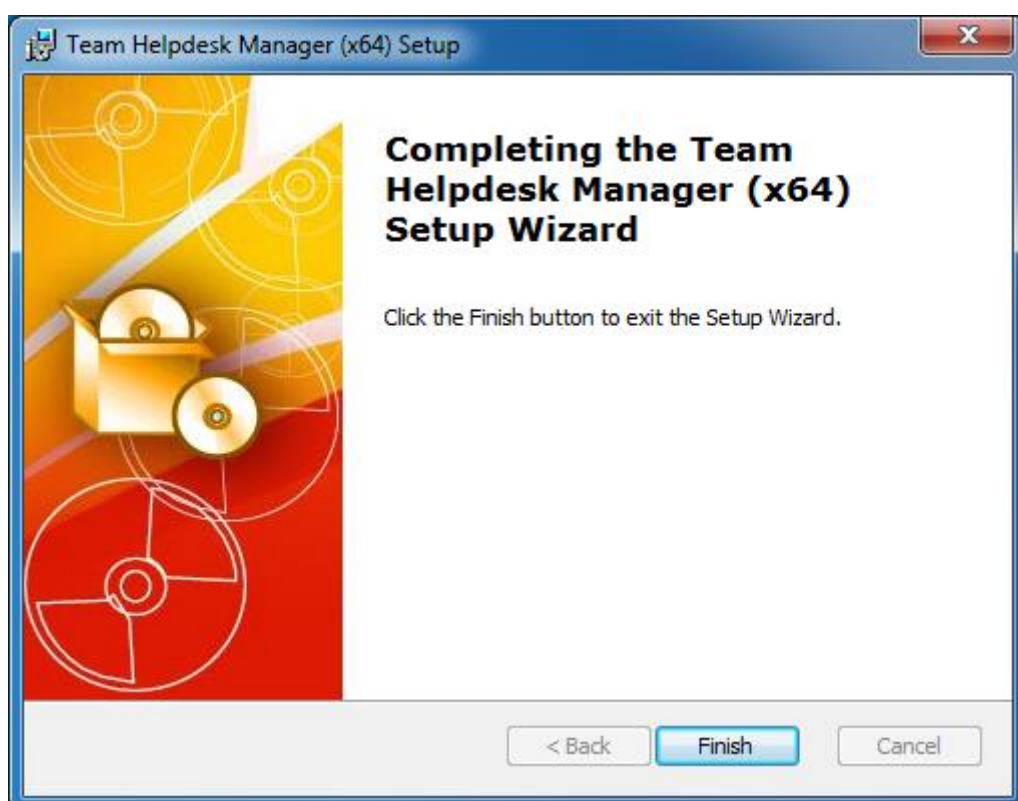 Team Helpdesk Manager (x64) Setup
x
Completing the Team
Helpdesk Manager (x64)
Setup Wizard
Click the Finish button to exit the Setup Wizard.
< Back
Finish
Cancel